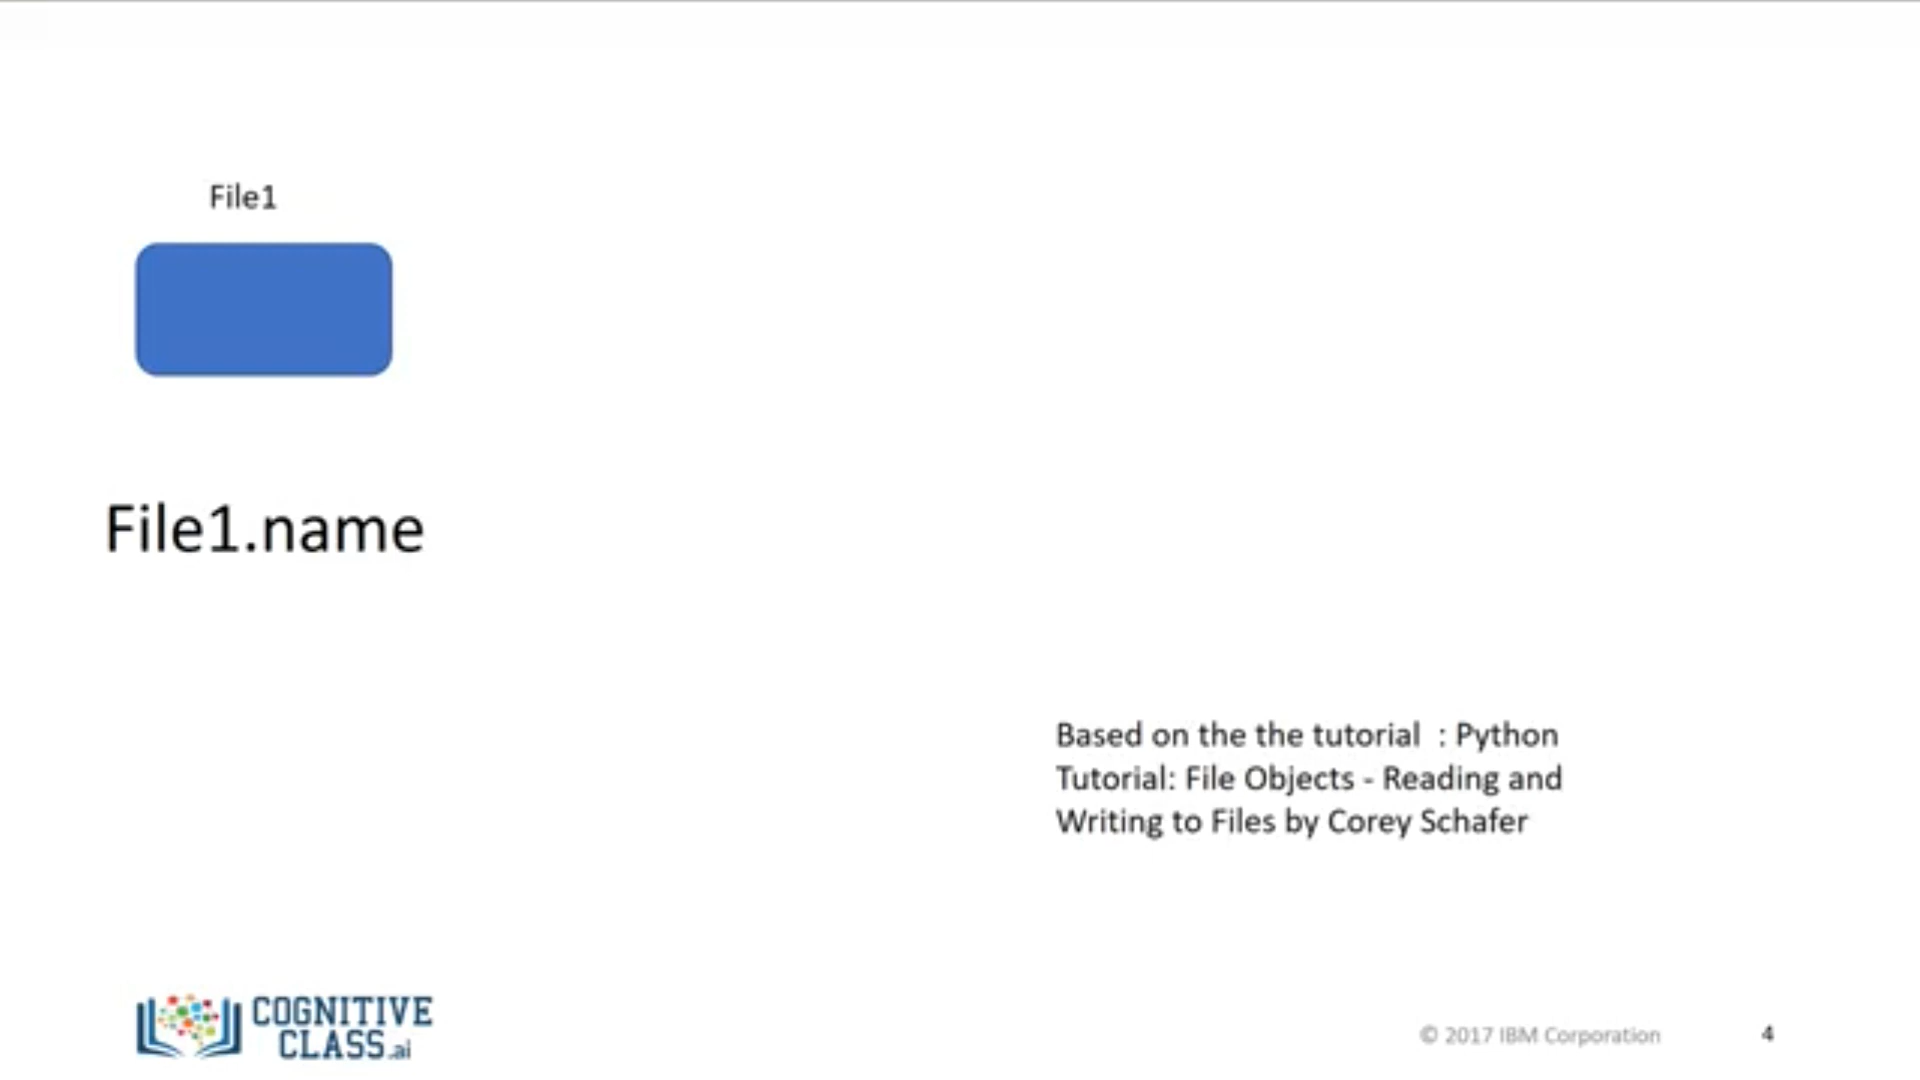 File1
File1.name
Based on the the tutorial : Python
Tutorial: File Objects - Reading and
Writing to Files by Corey Schafer
COGNITIVE
CLASS.ai
© 2017 IBM Corporation
4